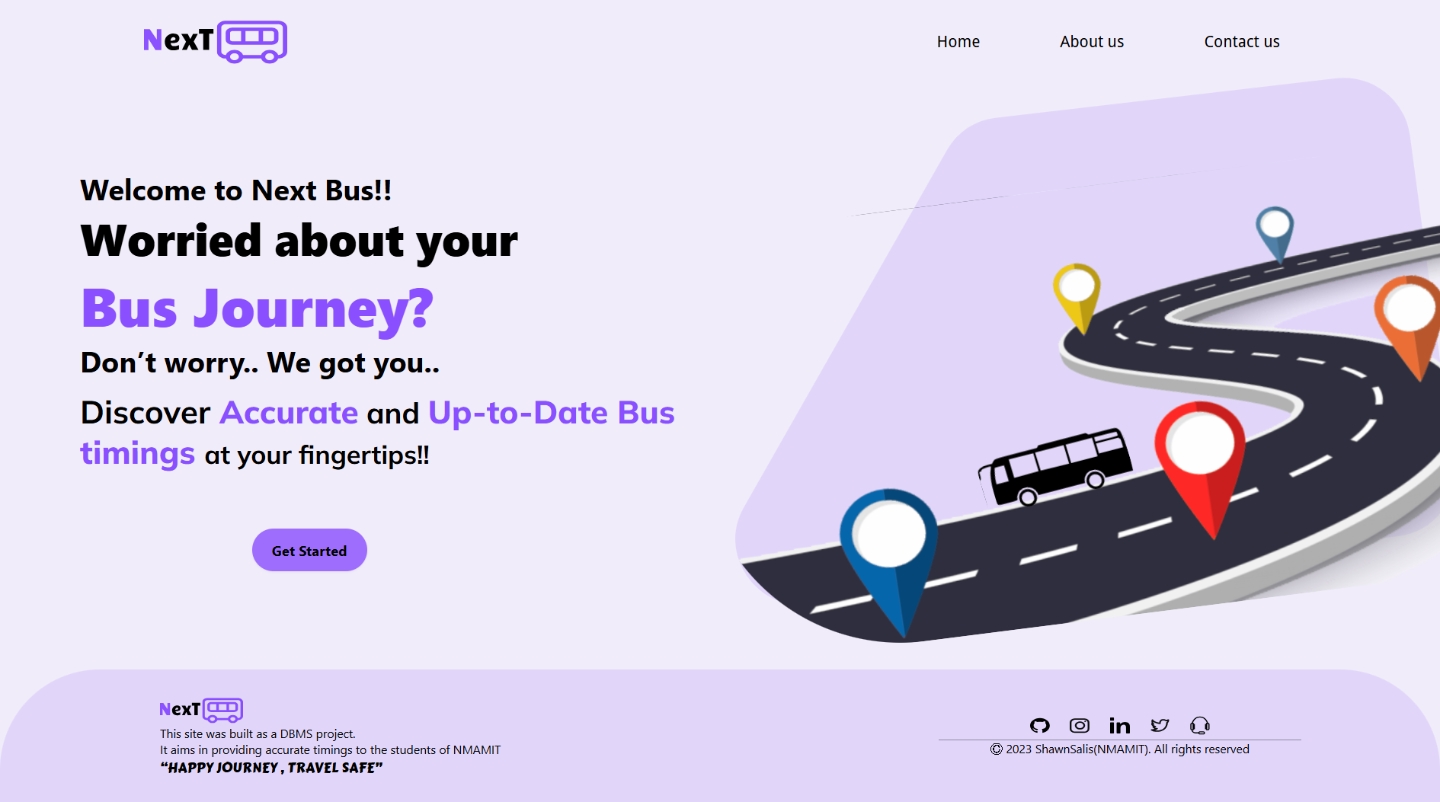 NexT
Home
About us
Contact us
Welcome to Next Bus!!
Worried about your
Bus Journey?
Don’t worry.. We got you..
Discover Accurate and Up-to-Date Bus
timings at your fingertips!!
Get Started
NexT
This site was built as a DBMS project.
It aims in providing accurate timings to the students of NMAMIT
“HAPPY JOURNEY , TRAVEL SAFE”
© 2023 ShawnSalis(NMAMIT). All rights reserved